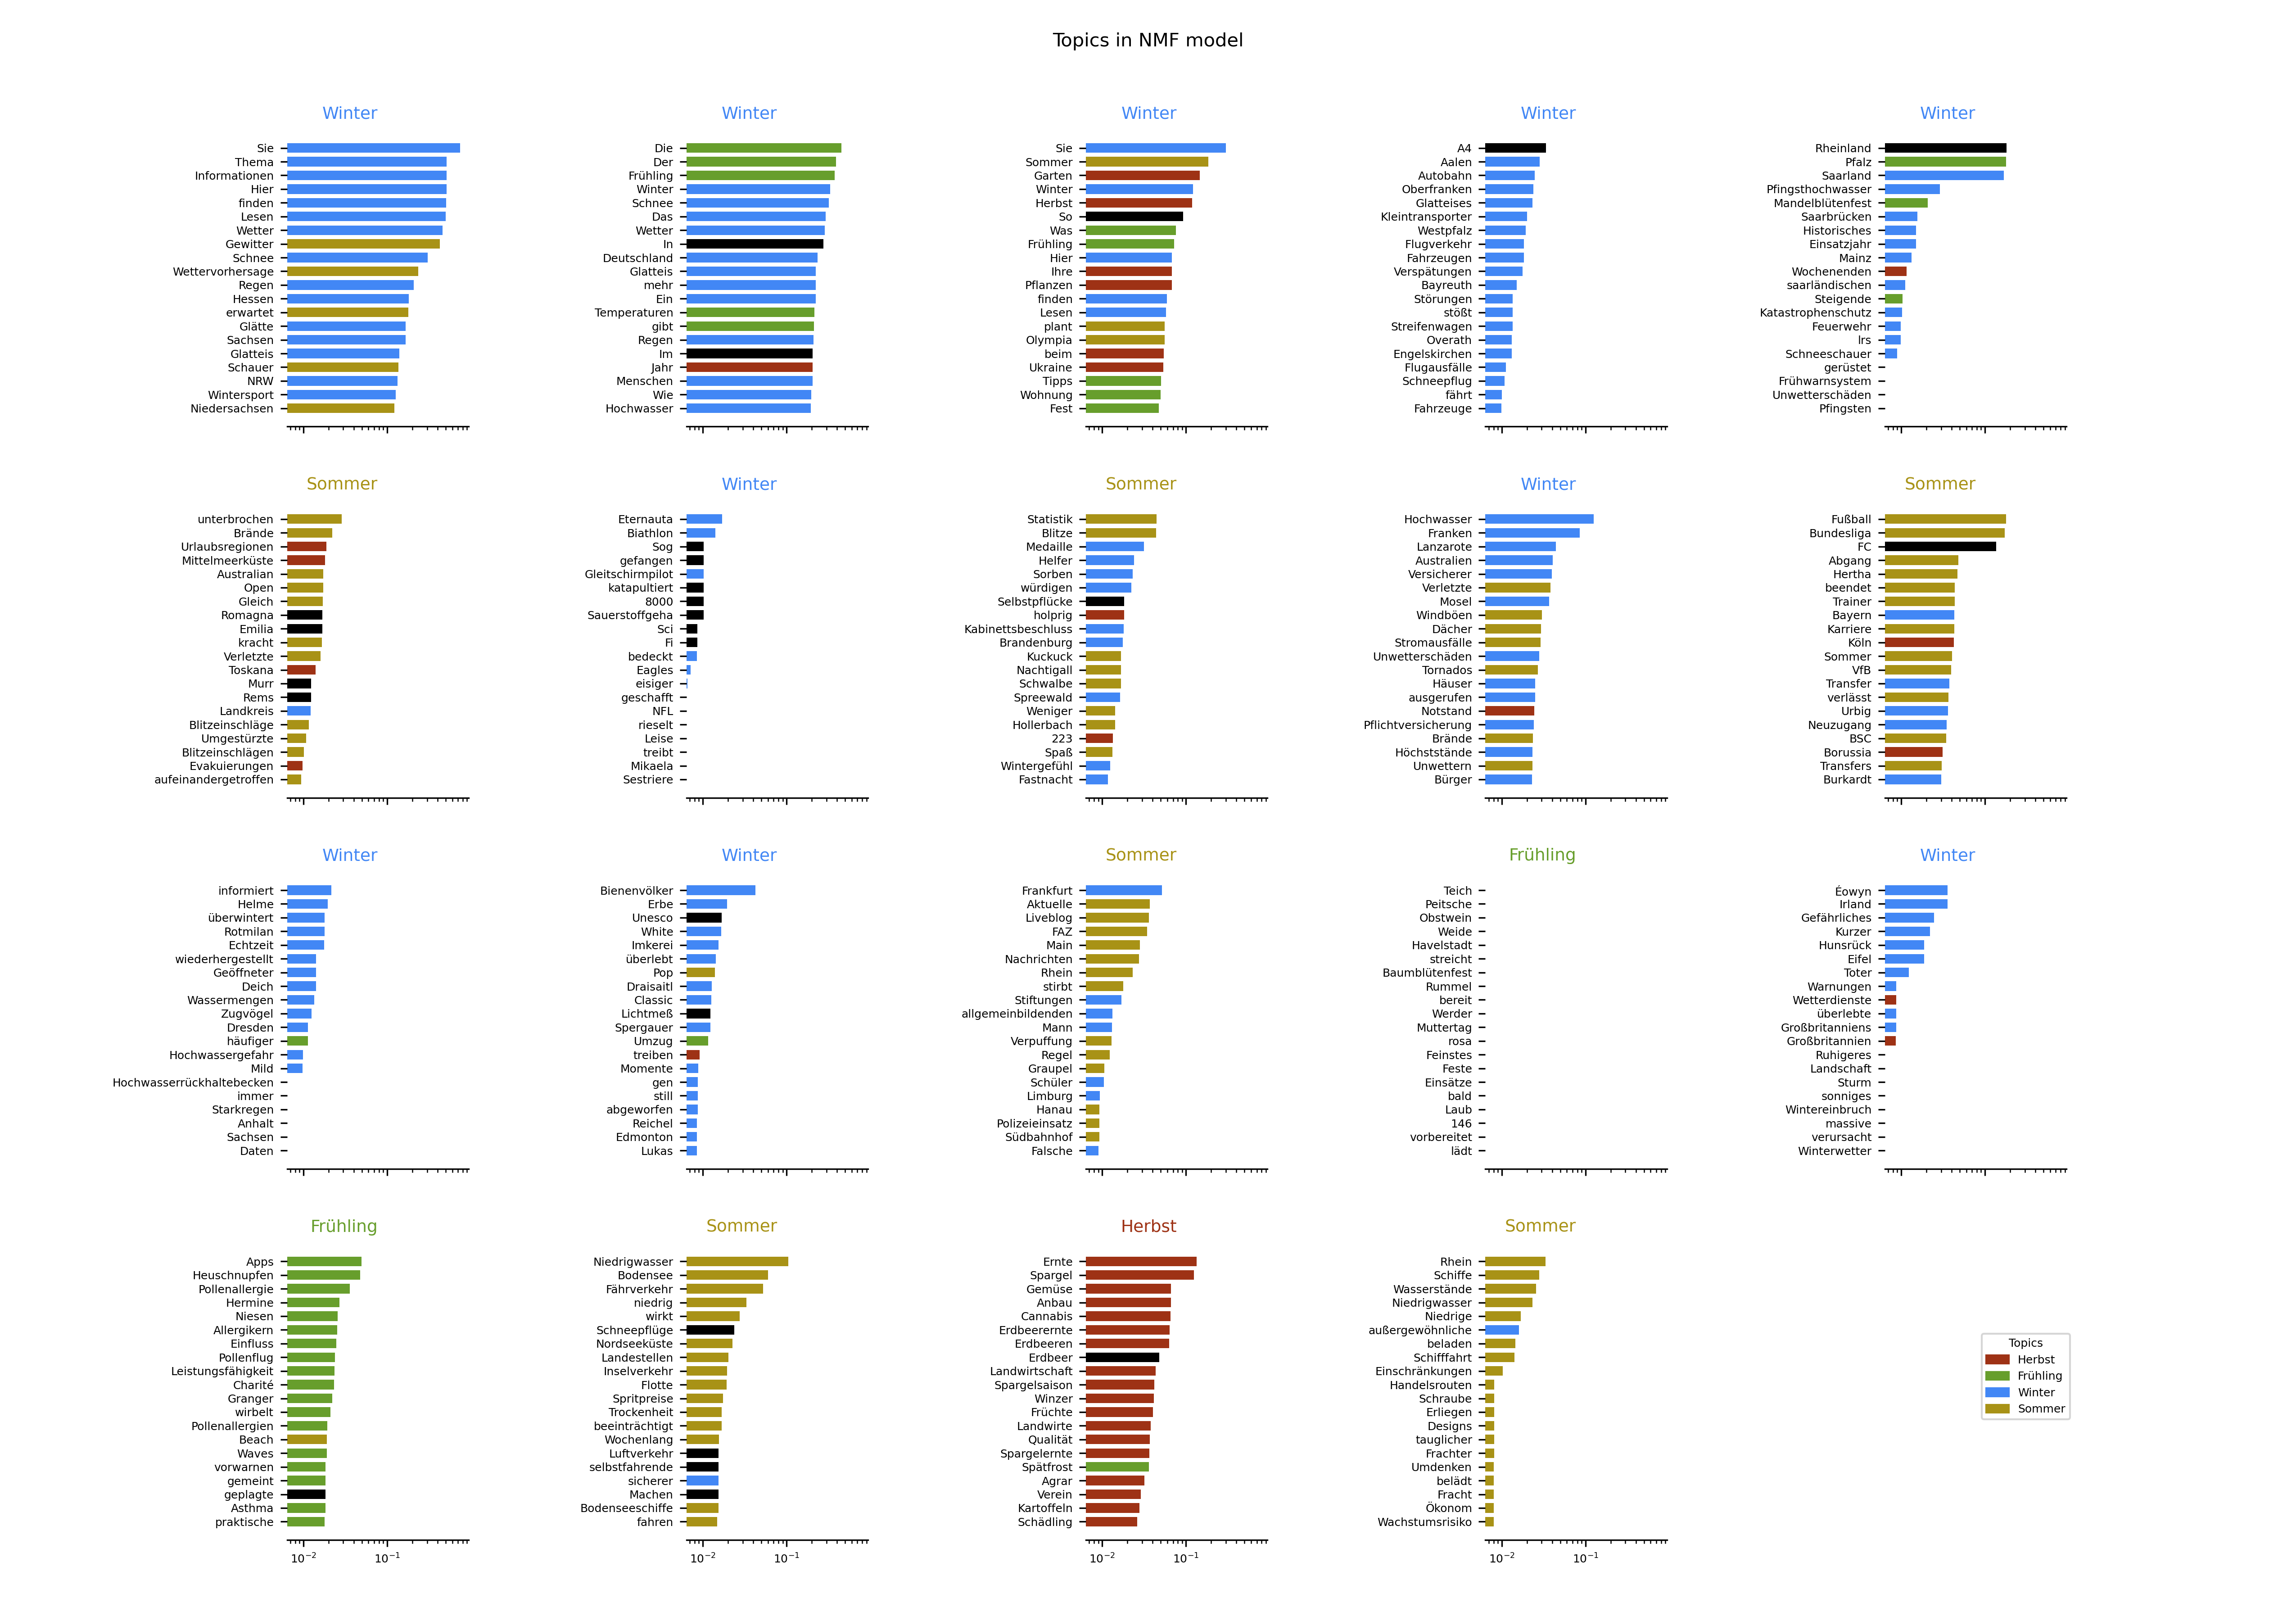 Topics in NMF model
Winter
Sie
Thema
Informationen
Hier
finden
Lesen
Wetter
Gewitter
Schnee
Wettervorhersage
Regen
Hessen
erwartet
Glätte
Sachsen
Glatteis
Schauer
NRW
Wintersport
Niedersachsen
Winter
Die
Der
Frühling
Winter
Schnee
Das
Wetter
In
Deutschland
Glatteis
mehr
Ein
Temperaturen
gibt
Regen
Im
Jahr
Menschen
Wie
Hochwasser
Winter
Sie
Sommer
Garten
Winter
Herbst
So
Was
Frühling
Hier
Ihre
Pflanzen
finden
Lesen
plant
Olympia
beim
Ukraine
Tipps
Wohnung
Fest
Winter
A4
Aalen
Autobahn
Oberfranken
Glatteises
Kleintransporter
Westpfalz
Flugverkehr
Fahrzeugen
Verspätungen
Bayreuth
Störungen
stößt
Streifenwagen
Overath
Engelskirchen
Flugausfälle
Schneepflug
fährt
Fahrzeuge
Winter
Rheinland
Pfalz
Saarland
Pfingsthochwasser
Mandelblütenfest
Saarbrücken
Historisches
Einsatzjahr
Mainz
Wochenenden
saarländischen
Steigende
Katastrophenschutz
Feuerwehr
Irs
Schneeschauer
gerüstet
Frühwarnsystem
Unwetterschäden
Pfingsten
Sommer
unterbrochen
Brände
Urlaubsregionen
Mittelmeerküste
Australian
Open
Gleich
Romagna
Emilia
kracht
Verletzte
Toskana
Murr
Rems
Landkreis
Blitzeinschläge
Umgestürzte
Blitzeinschlägen
Evakuierungen
aufeinandergetroffen
Winter
Eternauta
Biathlon
Sog
gefangen
Gleitschirmpilot
katapultiert
8000
Sauerstoffgeha
Sci
Fi
bedeckt
Eagles
eisiger
geschafft
NFL
rieselt
Leise
treibt
Mikaela
Sestriere
Sommer
Statistik
Blitze
Medaille
Helfer
Sorben
würdigen
Selbstpflücke
holprig
Kabinettsbeschluss
Brandenburg
Kuckuck
Nachtigall
Schwalbe
Spreewald
Weniger
Hollerbach
223
Spaß
Wintergefühl
Fastnacht
Winter
Hochwasser
Franken
Lanzarote
Australien
Versicherer
Verletzte
Mosel
Windböen
Dächer
Stromausfälle
Unwetterschäden
Tornados
Häuser
ausgerufen
Notstand
Pflichtversicherung
Brände
Höchststände
Unwettern
Bürger
Sommer
Fußball
Bundesliga
FC
Abgang
Hertha
beendet
Trainer
Bayern
Karriere
Köln
Sommer
VfB
Transfer
verlässt
Urbig
Neuzugang
BSC
Borussia
Transfers
Burkardt
Winter
informiert
Helme
überwintert
Rotmilan
Echtzeit
wiederhergestellt
Geöffneter
Deich
Wassermengen
Zugvögel
Dresden
häufiger
Hochwassergefahr
Mild
Hochwasserrückhaltebecken
immer
Starkregen
Anhalt
Sachsen
Daten
Winter
Bienenvölker
Erbe
Unesco
White
Imkerei
überlebt
Pop
Draisaitl
Classic
Lichtmeß
Spergauer
Umzug
treiben
Momente
gen
still
abgeworfen
Reichel
Edmonton
Lukas
Sommer
Frankfurt
Aktuelle
Liveblog
FAZ
Main
Nachrichten
Rhein
stirbt
Stiftungen
allgemeinbildenden
Mann
Verpuffung
Regel
Graupel
Schüler
Limburg
Hanau
Polizeieinsatz
Südbahnhof
Falsche
Frühling
Teich
Peitsche
Obstwein
Weide
Havelstadt
streicht
Baumblütenfest
Rummel
bereit
Werder
Muttertag
rosa
Feinstes
Feste
Einsätze
bald
Laub
146
vorbereitet
lädt
Winter
Éowyn
Irland
Gefährliches
Kurzer
Hunsrück
Eifel
Toter
Warnungen
Wetterdienste
überlebte
Großbritanniens
Großbritannien
Ruhigeres
Landschaft
Sturm
sonniges
Wintereinbruch
massive
verursacht
Winterwetter
Frühling
Apps
Heuschnupfen
Pollenallergie
Hermine
Niesen
Allergikern
Einfluss
Pollenflug
Leistungsfähigkeit
Charité
Granger
wirbelt
Pollenallergien
Beach
Waves
vorwarnen
gemeint
geplagte
Asthma
praktische
10⁻² 10⁻¹
Sommer
Niedrigwasser
Bodensee
Fährverkehr
niedrig
wirkt
Schneepflüge
Nordseeküste
Landestellen
Inselverkehr
Flotte
Spritpreise
Trockenheit
beeinträchtigt
Wochenlang
Luftverkehr
selbstfahrende
sicherer
Machen
Bodenseeschiffe
fahren
10⁻² 10⁻¹
Herbst
Ernte
Spargel
Gemüse
Anbau
Cannabis
Erdbeerernte
Erdbeeren
Erdbeer
Landwirtschaft
Spargelsaison
Winzer
Früchte
Landwirte
Qualität
Spargelernte
Spätfrost
Agrar
Verein
Kartoffeln
Schädling
10⁻² 10⁻¹
Sommer
Rhein
Schiffe
Wasserstände
Niedrigwasser
Niedrige
außergewöhnliche
beladen
Schifffahrt
Einschränkungen
Handelsrouten
Schraube
Erliegen
Designs
tauglicher
Frachter
Umdenken
belädt
Fracht
Ökonom
Wachstumsrisiko
10⁻² 10⁻¹
Topics
Herbst
Frühling
Winter
Sommer